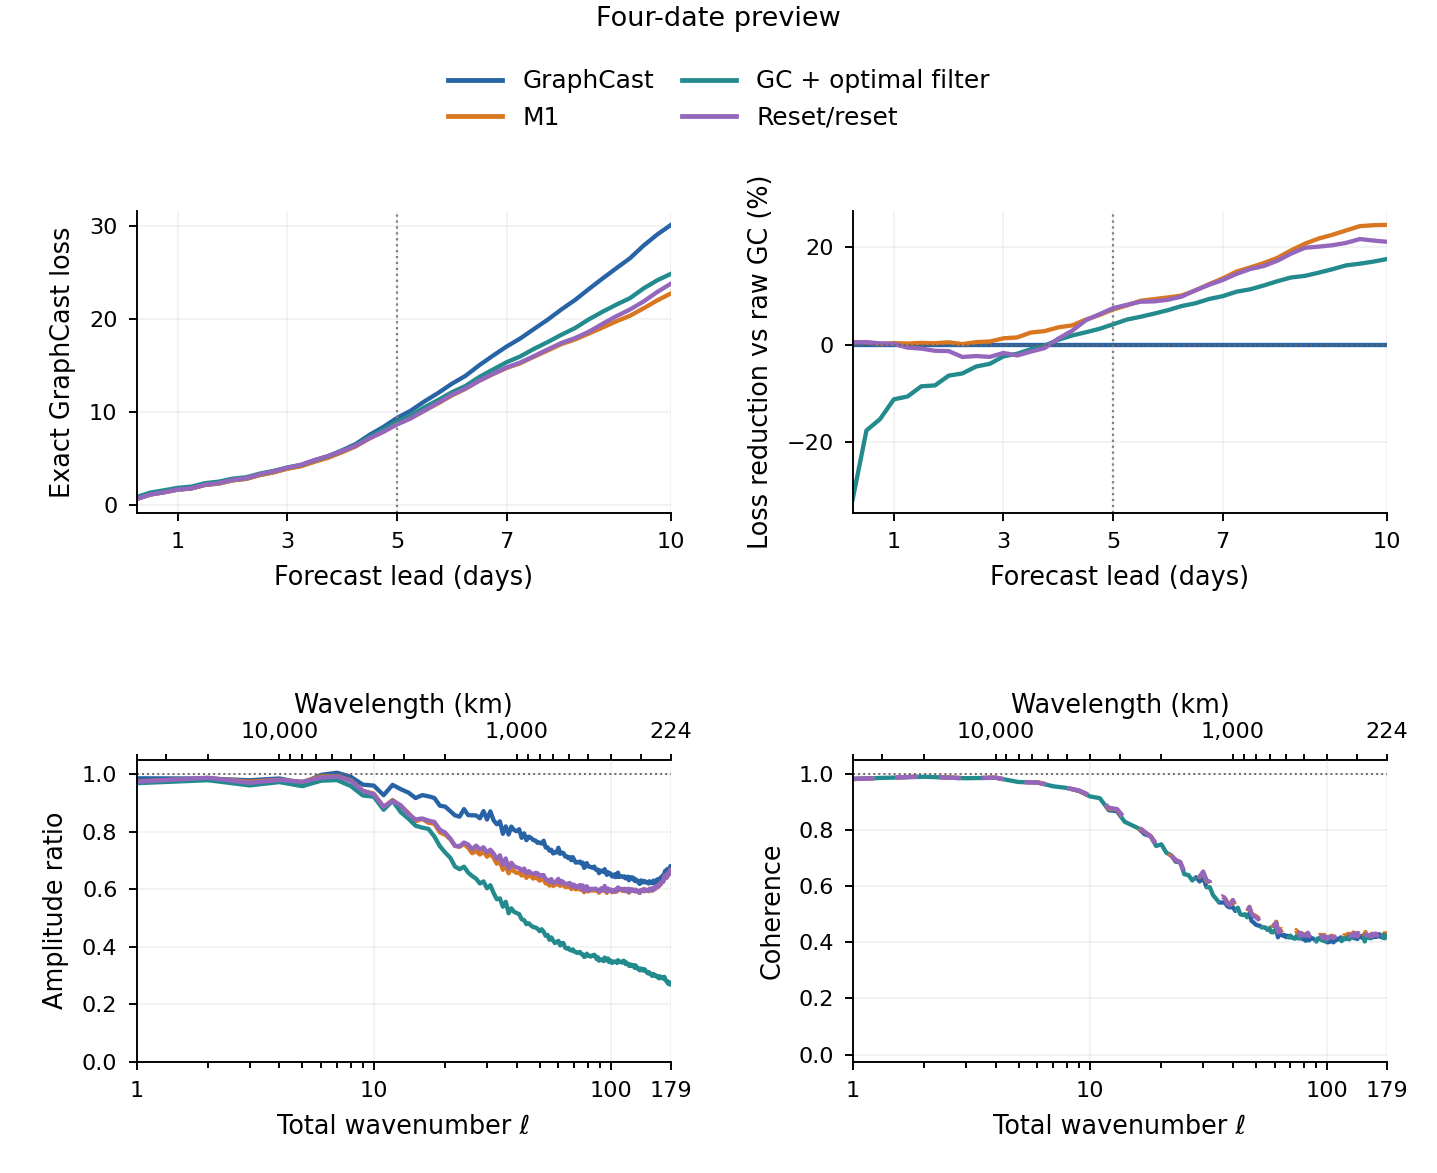 Four-date preview
GraphCast
GC + optimal filter
M1
Reset/reset
Exact GraphCast loss
30
20
10
0
1 3 5 7 10
Forecast lead (days)
Loss reduction vs raw GC (%)
20
0
−20
1 3 5 7 10
Forecast lead (days)
Wavelength (km)
10,000 1,000 224
Amplitude ratio
1.0
0.8
0.6
0.4
0.2
0.0
1 10 100 179
Total wavenumber ℓ
Wavelength (km)
10,000 1,000 224
Coherence
1.0
0.8
0.6
0.4
0.2
0.0
1 10 100 179
Total wavenumber ℓ